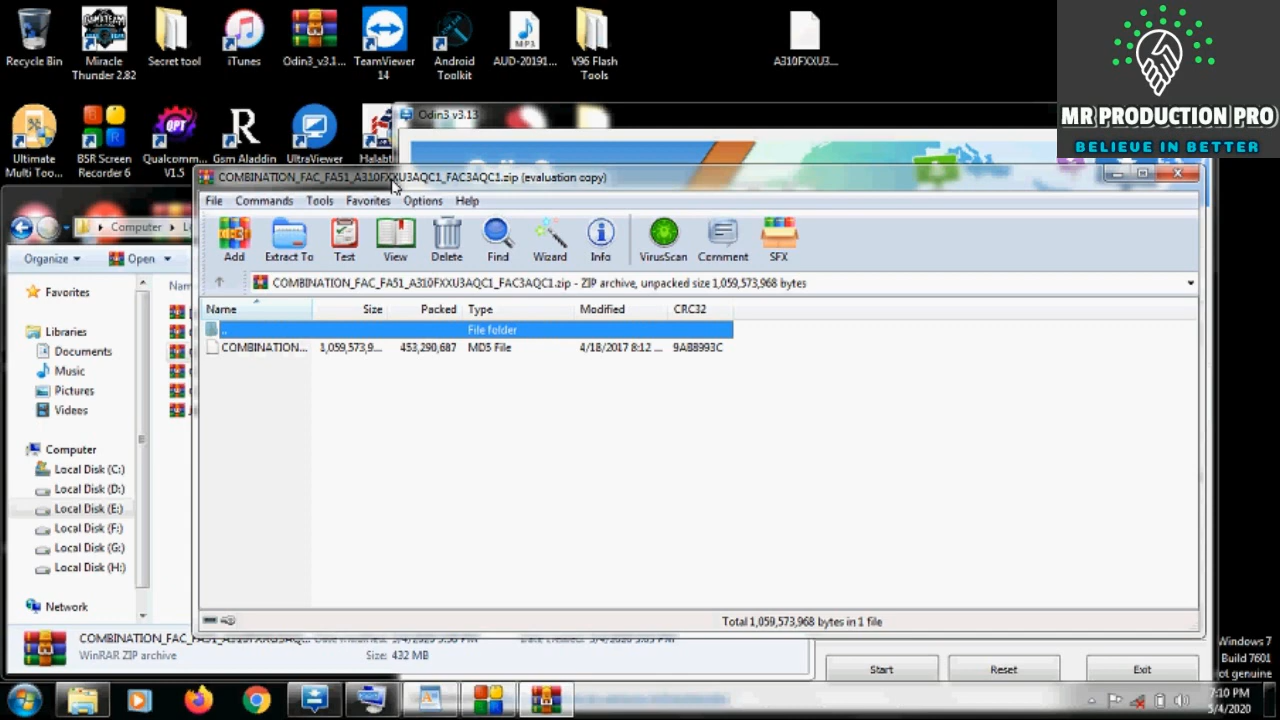 Recycle Bin
Miracle Thunder 2.82
Secret tool
iTunes
Odin3_v3.1...
TeamViewer 14
Android Toolkit
AUD-20191...
V96 Flash Tools
A310FXXU3...
MR PRODUCTION PRO
BELIEVE IN BETTER
Ultimate Multi Too...
BSR Screen Recorder 6
Qualcomm... V1.5
Gsm Aladdin
UltraViewer
Halabt
Odin3 v3.13
COMBINATION_FAC_FA51_A310FXXU3AQC1_FAC3AQC1.zip (evaluation copy)
File Commands Tools Favorites Options Help
Add Extract To Test View Delete Find Wizard Info VirusScan Comment SFX
COMBINATION_FAC_FA51_A310FXXU3AQC1_FAC3AQC1.zip - ZIP archive, unpacked size 1,059,573,968 bytes
Name Size Packed Type Modified CRC32
.. File folder
COMBINATION... 1,059,573,9... 453,290,687 MD5 File 4/18/2017 8:12 ... 9AB8993C
Total 1,059,573,968 bytes in 1 file
Computer
Organize Open
Favorites
Libraries
Documents
Music
Pictures
Videos
Computer
Local Disk (C:)
Local Disk (D:)
Local Disk (E:)
Local Disk (F:)
Local Disk (G:)
Local Disk (H:)
Network
WinRAR ZIP archive
Size: 432 MB
Start Reset Exit
Windows 7
Build 7601
ot genuine
7:10 PM
5/4/2020